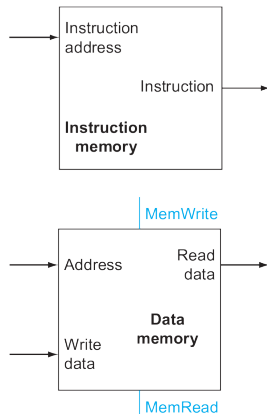 Instruction
address
Instruction
Instruction
memory
MemWrite
Address
Read
data
Data
memory
Write
data
MemRead